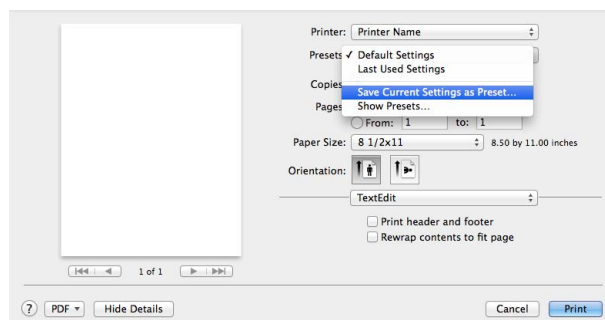 Printer: Printer Name
Presets ✓ Default Settings
Last Used Settings
Copies
Save Current Settings as Preset...
Pages
Show Presets...
From: 1 to: 1
Paper Size: 8 1/2x11 8.50 by 11.00 inches
Orientation:
TextEdit
Print header and footer
Rewrap contents to fit page
1 of 1
? PDF Hide Details Cancel Print